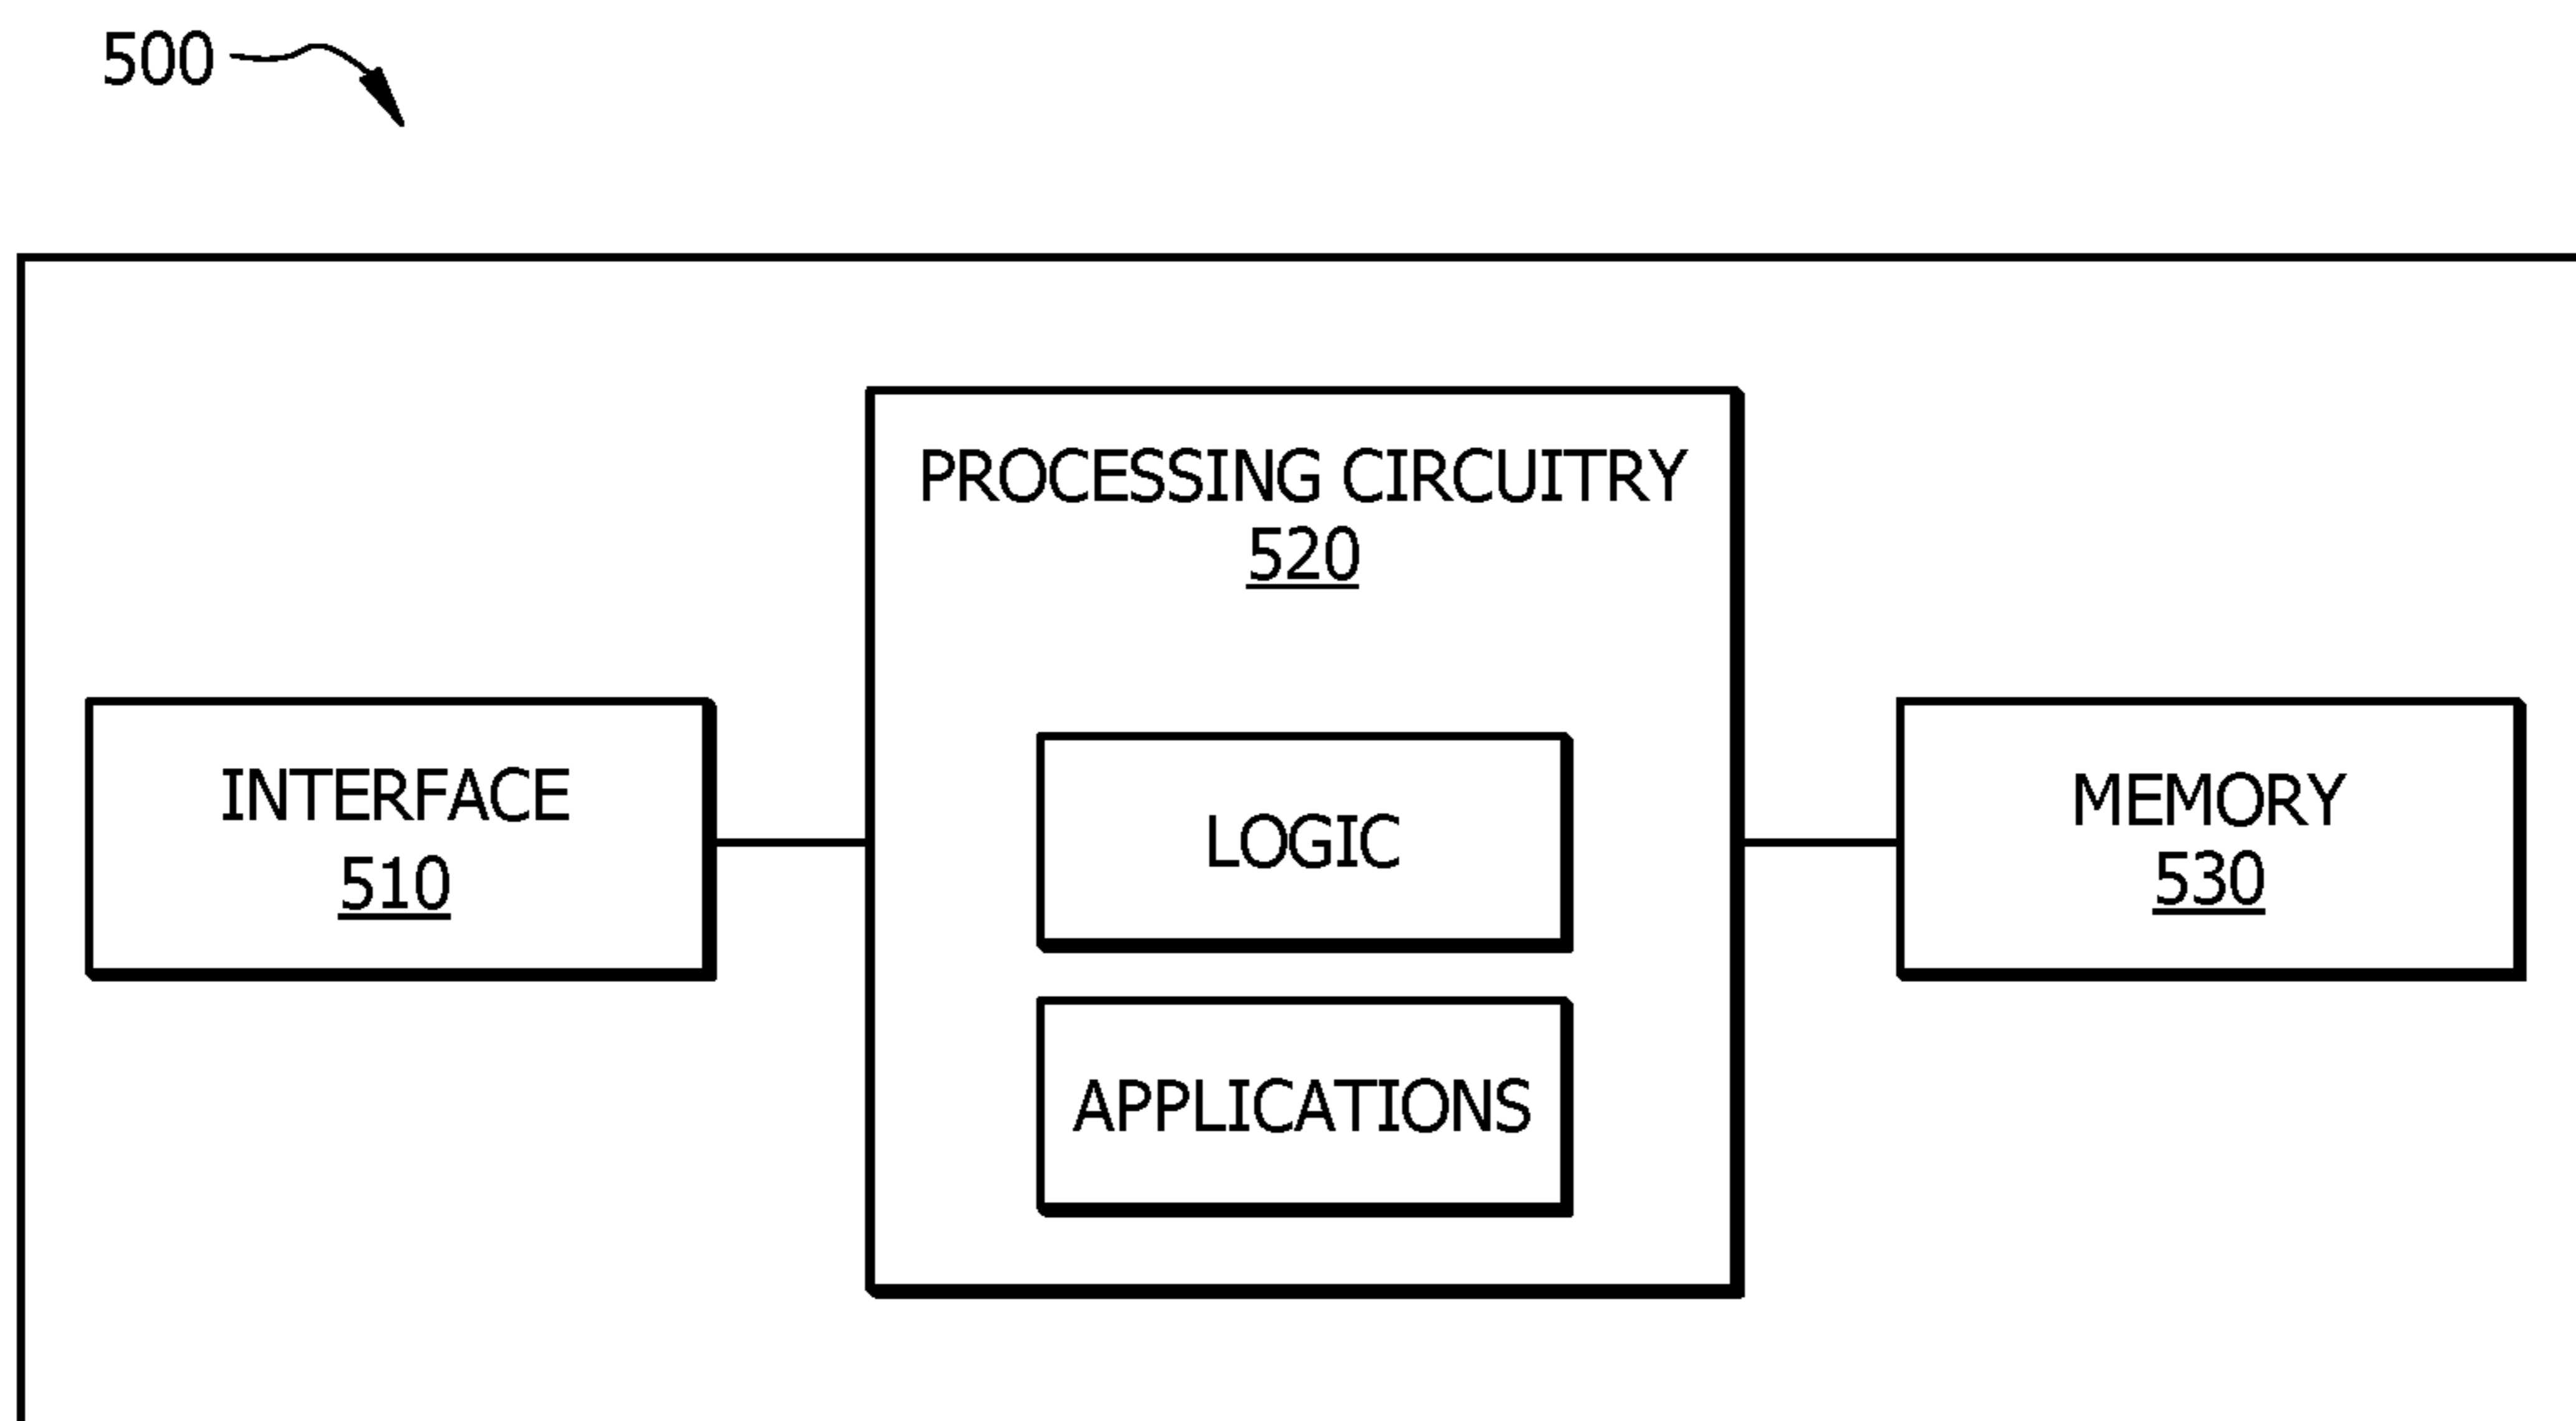 500
PROCESSING CIRCUITRY
520
INTERFACE
510
LOGIC
APPLICATIONS
MEMORY
530